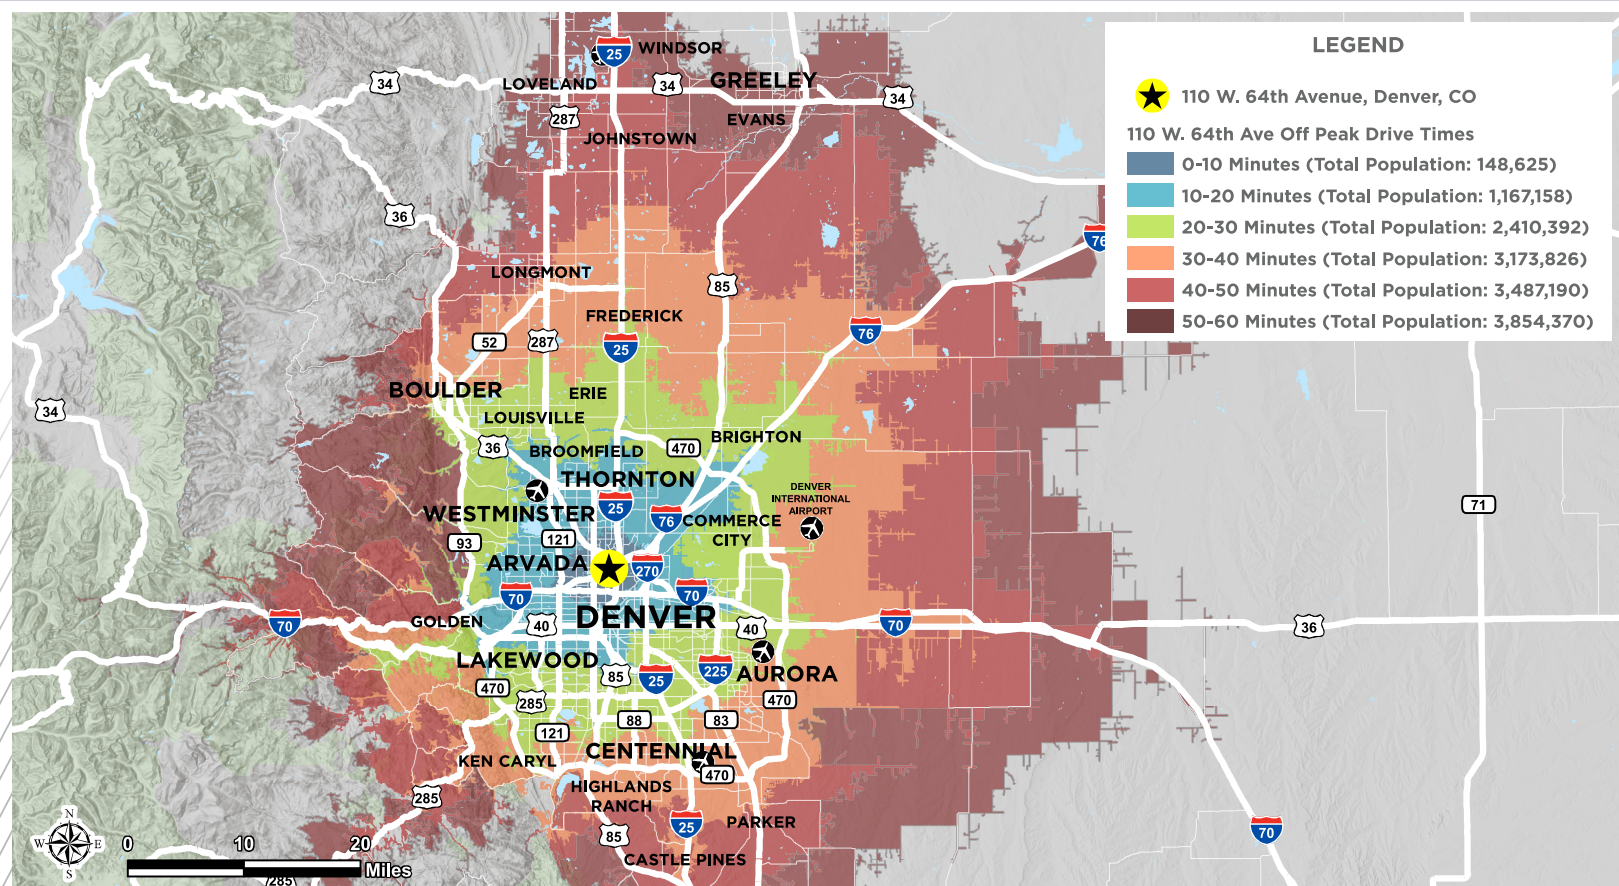 LEGEND
110 W. 64th Avenue, Denver, CO
110 W. 64th Ave Off Peak Drive Times
0-10 Minutes (Total Population: 148,625)
10-20 Minutes (Total Population: 1,167,158)
20-30 Minutes (Total Population: 2,410,392)
30-40 Minutes (Total Population: 3,173,826)
40-50 Minutes (Total Population: 3,487,190)
50-60 Minutes (Total Population: 3,854,370)
25
WINDSOR
34
LOVELAND
34
GREELEY
34
287
EVANS
JOHNSTOWN
36
76
LONGMONT
85
FREDERICK
52
287
25
76
BOULDER
ERIE
34
LOUISVILLE
36
BROOMFIELD
470
BRIGHTON
THORNTON
DENVER
INTERNATIONAL
AIRPORT
25
71
WESTMINSTER
76
COMMERCE
CITY
93
121
ARVADA
270
70
70
GOLDEN
40
DENVER
40
70
70
36
LAKEWOOD
85
25
225
AURORA
470
285
470
88
83
121
KEN CARYL
CENTENNIAL
470
285
HIGHLANDS
RANCH
85
25
PARKER
70
CASTLE PINES
N
W
E
S
0
10
20
Miles
285